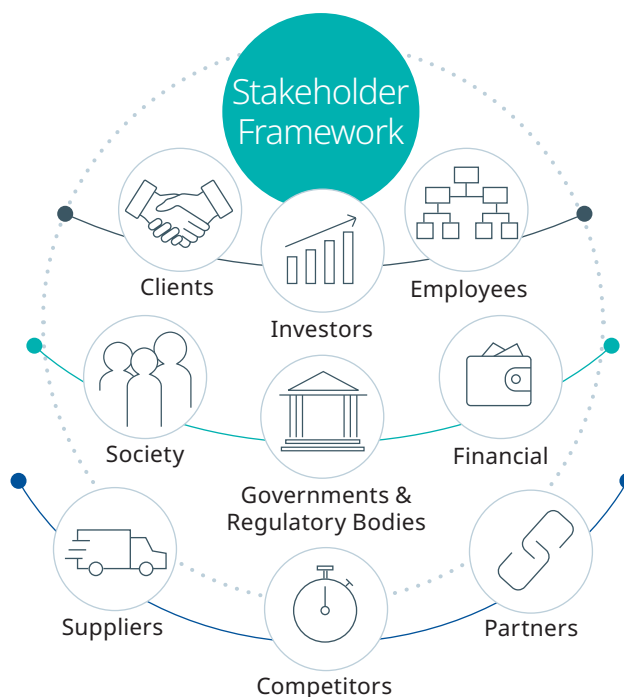 Stakeholder
Framework
Clients
Investors
Employees
Society
Governments &
Regulatory Bodies
Financial
Suppliers
Competitors
Partners